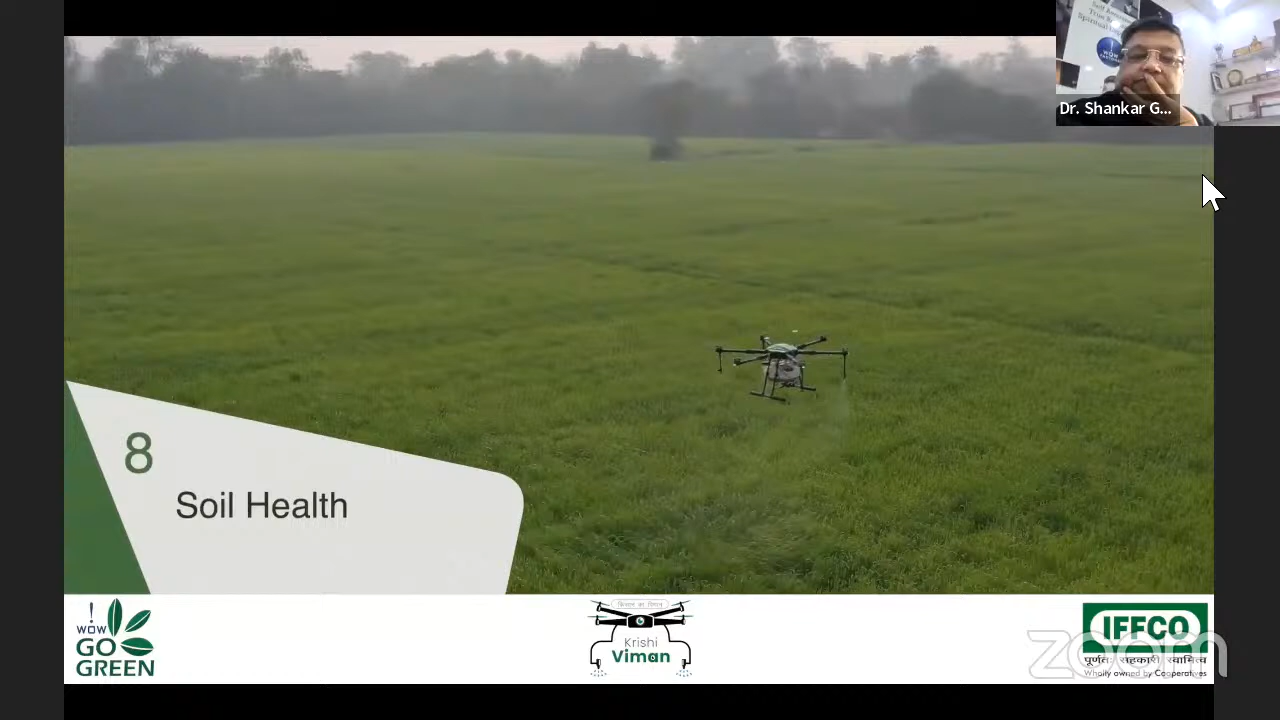 Dr. Shankar G...
8
Soil Health
! WOW
GO
GREEN
किसान का विमान
Krishi
Viman
IFFCO
पूर्णतः सहकारी स्वामित्व
Wholly owned by Cooperatives
zoom